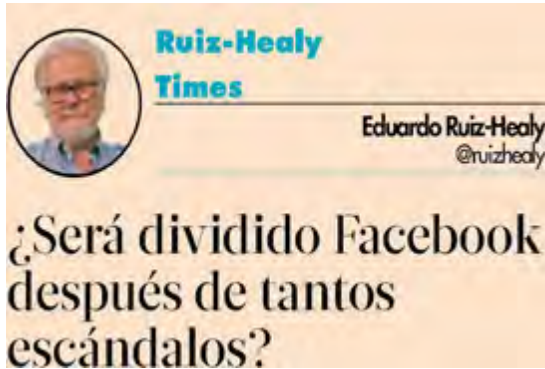 Ruiz-Healy
Times
Eduardo Ruiz-Healy
@ruizhealy
¿Será dividido Facebook
después de tantos
escándalos?